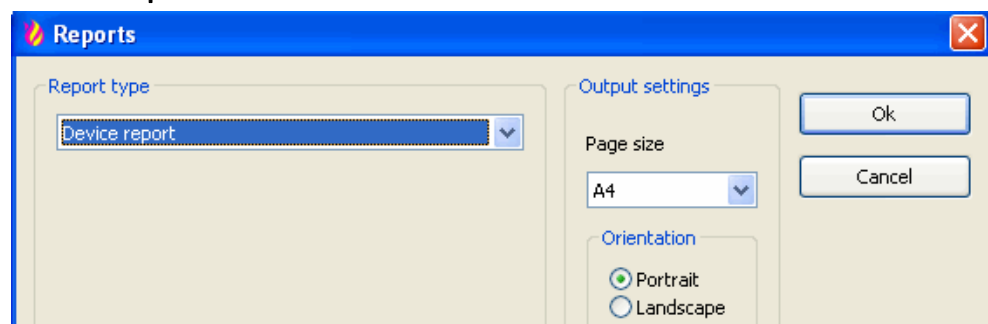 Reports
Report type
Device report
Output settings
Page size
A4
Orientation
Portrait
Landscape
Ok
Cancel